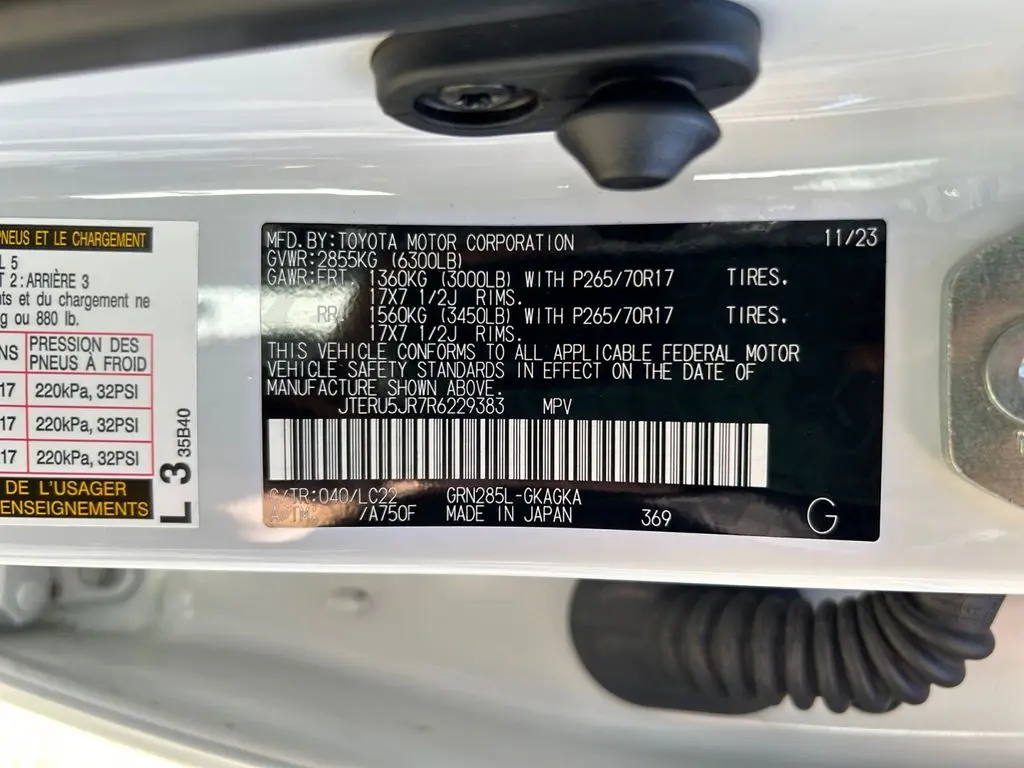 PNEUS ET LE CHARGEMENT
L 5
T 2: ARRIÈRE 3
nts et du chargement ne
g ou 880 lb.
NS PRESSION DES PNEUS À FROID
17 220kPa, 32PSI
17 220kPa, 32PSI
17 220kPa, 32PSI
DE L'USAGER
ENSEIGNEMENTS
L 3 35B40
MFD.BY:TOYOTA MOTOR CORPORATION 11/23
GVWR:2855KG (6300LB)
GAWR:FRT. 1360KG (3000LB) WITH P265/70R17 TIRES.
17X7 1/2J RIMS.
RR. 1560KG (3450LB) WITH P265/70R17 TIRES.
17X7 1/2J RIMS.
THIS VEHICLE CONFORMS TO ALL APPLICABLE FEDERAL MOTOR
VEHICLE SAFETY STANDARDS IN EFFECT ON THE DATE OF
MANUFACTURE SHOWN ABOVE.
JTERU5JR7R6229383 MPV
C/TR:040/LC22 GRN285L-GKAGKA
A/TM: /A750F MADE IN JAPAN 369 G